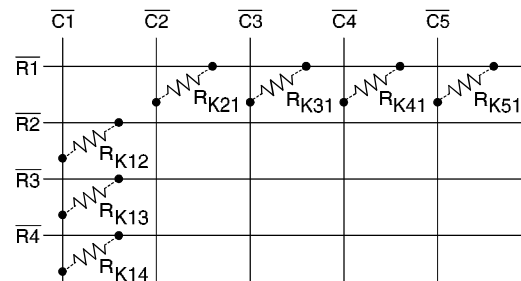 C1 C2 C3 C4 C5
R1
RK21 RK31 RK41 RK51
R2
RK12
R3
RK13
R4
RK14